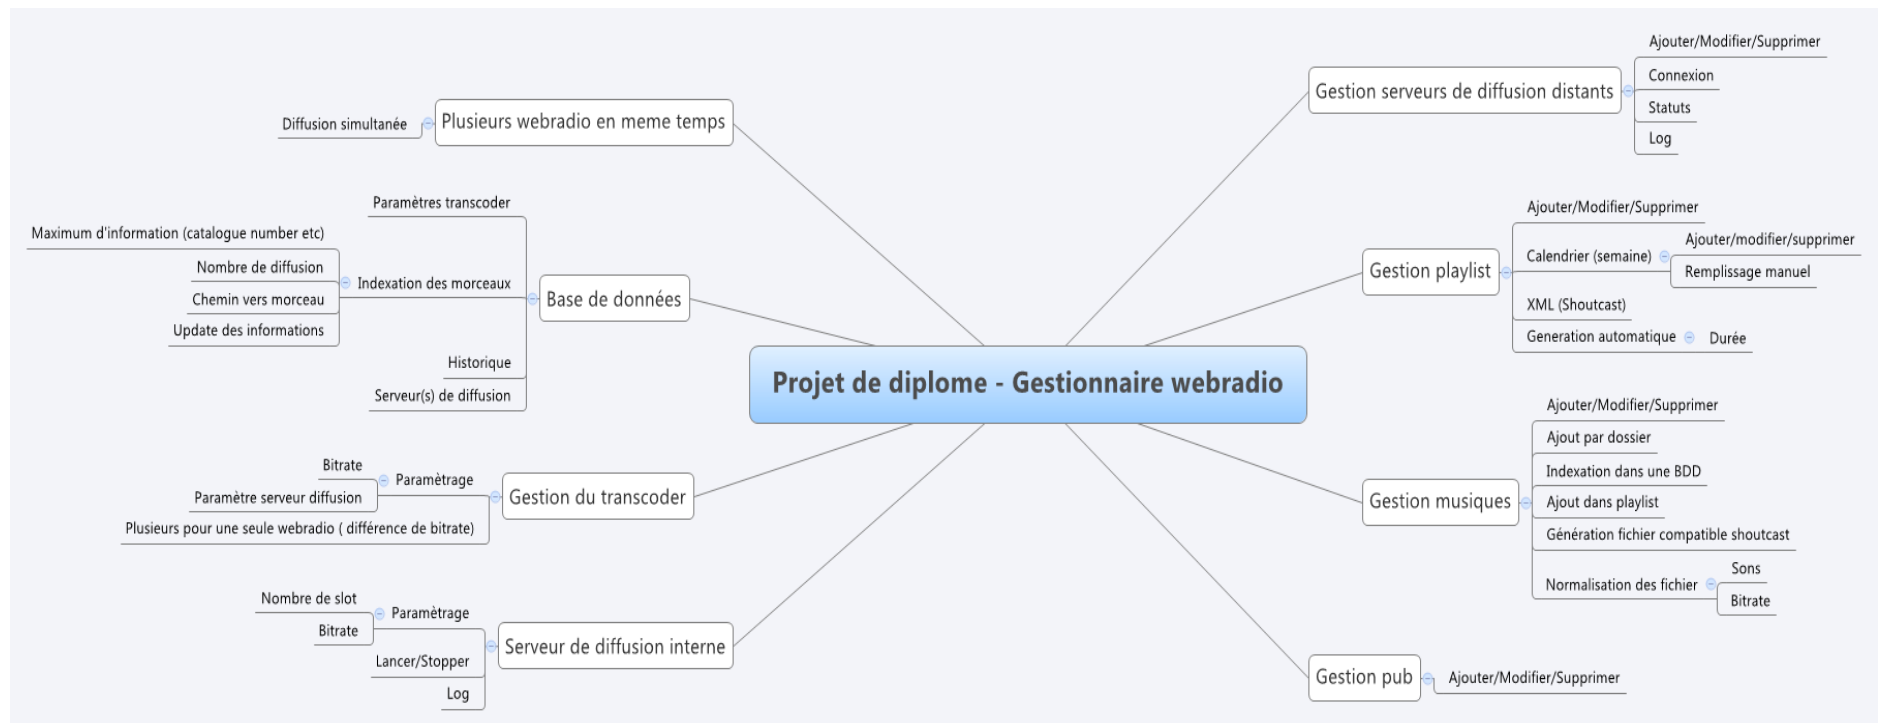 Projet de diplome - Gestionnaire webradio
Plusieurs webradio en meme temps
Diffusion simultanée
Base de données
Paramètres transcoder
Indexation des morceaux
Maximum d'information (catalogue number etc)
Nombre de diffusion
Chemin vers morceau
Update des informations
Historique
Serveur(s) de diffusion
Gestion du transcoder
Paramètrage
Bitrate
Paramètre serveur diffusion
Plusieurs pour une seule webradio ( différence de bitrate)
Serveur de diffusion interne
Paramètrage
Nombre de slot
Bitrate
Lancer/Stopper
Log
Gestion serveurs de diffusion distants
Ajouter/Modifier/Supprimer
Connexion
Statuts
Log
Gestion playlist
Ajouter/Modifier/Supprimer
Calendrier (semaine)
Ajouter/modifier/supprimer
Remplissage manuel
XML (Shoutcast)
Generation automatique
Durée
Gestion musiques
Ajouter/Modifier/Supprimer
Ajout par dossier
Indexation dans une BDD
Ajout dans playlist
Génération fichier compatible shoutcast
Normalisation des fichier
Sons
Bitrate
Gestion pub
Ajouter/Modifier/Supprimer